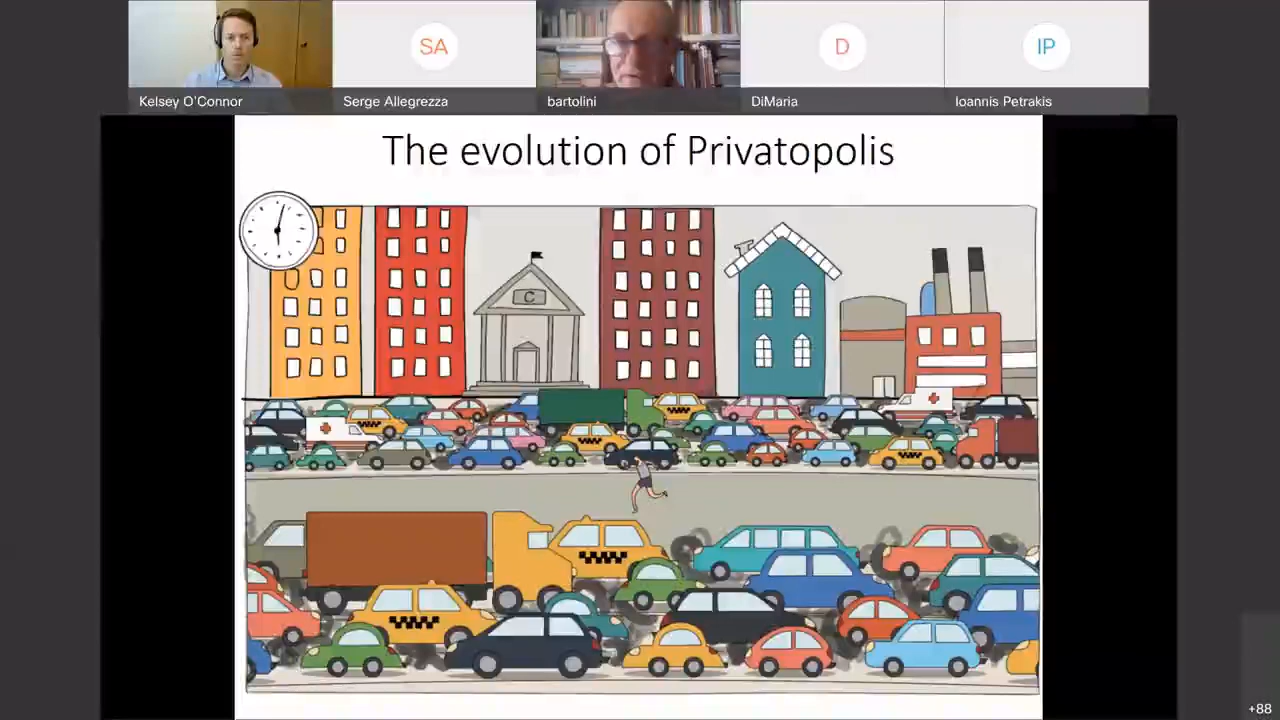 SA
D
IP
Kelsey O'Connor
Serge Allegrezza
bartolini
DiMaria
Ioannis Petrakis
The evolution of Privatopolis
C
+88